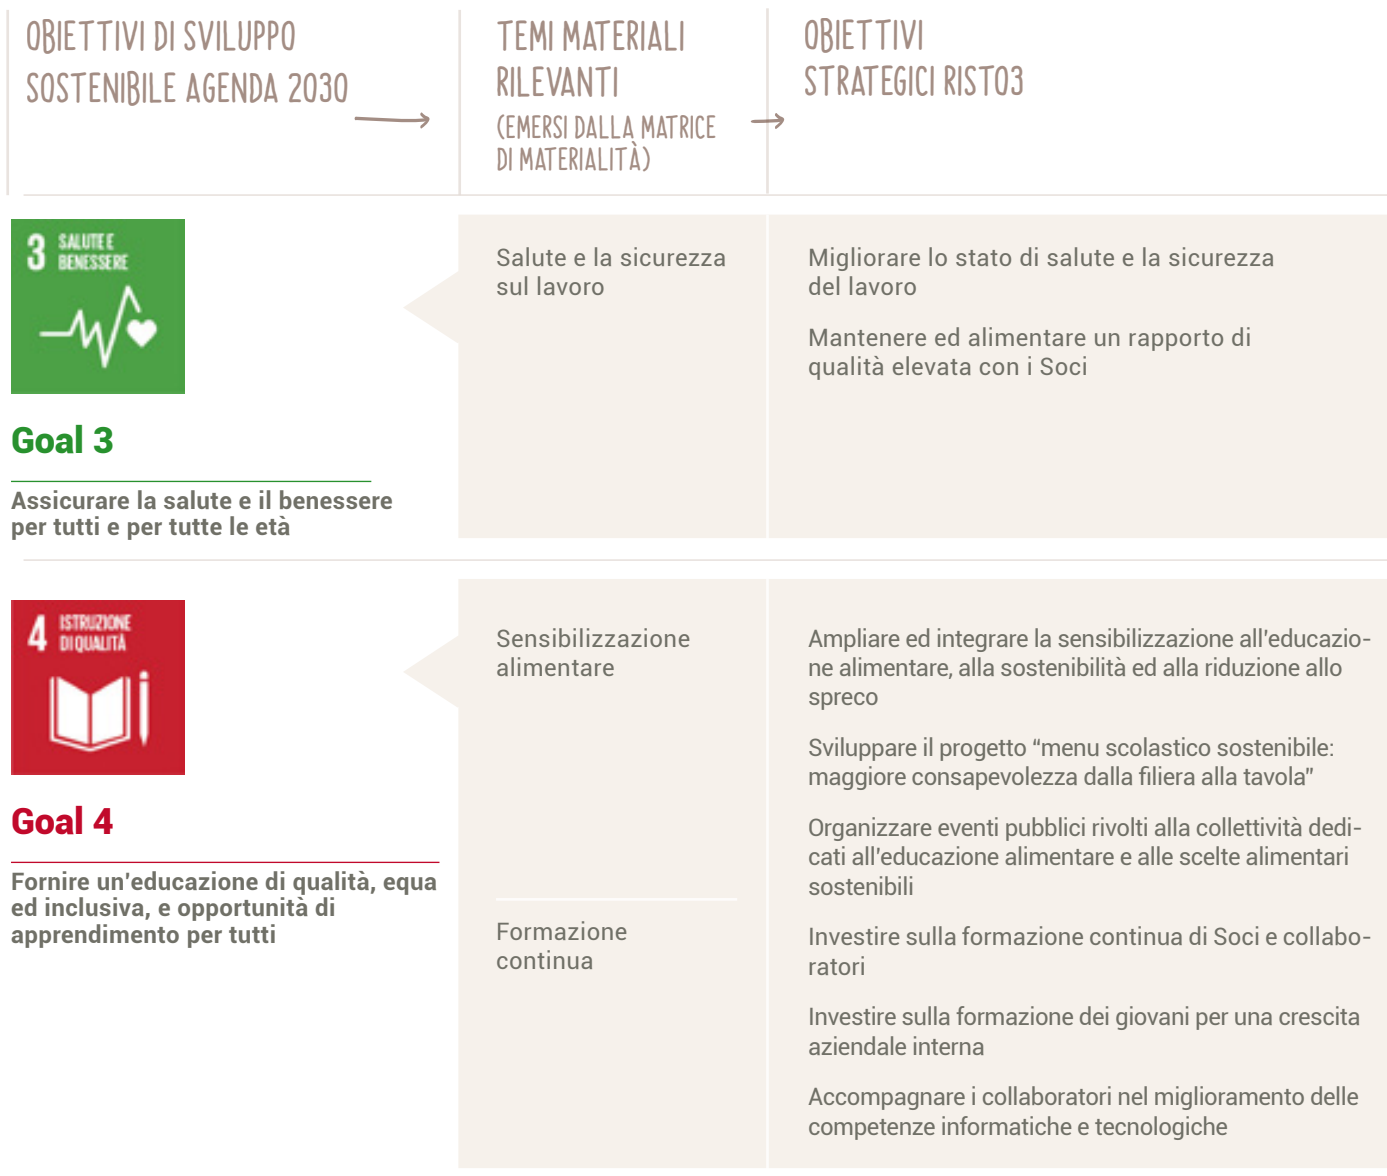 OBIETTIVI DI SVILUPPO
SOSTENIBILE AGENDA 2030
TEMI MATERIALI
RILEVANTI
(EMERSI DALLA MATRICE
DI MATERIALITÀ)
OBIETTIVI
STRATEGICI RISTO3
3 SALUTE E
BENESSERE
Goal 3
Assicurare la salute e il benessere
per tutti e per tutte le età
Salute e la sicurezza
sul lavoro
Migliorare lo stato di salute e la sicurezza
del lavoro
Mantenere ed alimentare un rapporto di
qualità elevata con i Soci
4 ISTRUZIONE
DI QUALITÀ
Goal 4
Fornire un'educazione di qualità, equa
ed inclusiva, e opportunità di
apprendimento per tutti
Sensibilizzazione
alimentare
Ampliare ed integrare la sensibilizzazione all'educazio-
ne alimentare, alla sostenibilità ed alla riduzione allo
spreco
Sviluppare il progetto “menu scolastico sostenibile:
maggiore consapevolezza dalla filiera alla tavola”
Organizzare eventi pubblici rivolti alla collettività dedi-
cati all'educazione alimentare e alle scelte alimentari
sostenibili
Formazione
continua
Investire sulla formazione continua di Soci e collabo-
ratori
Investire sulla formazione dei giovani per una crescita
aziendale interna
Accompagnare i collaboratori nel miglioramento delle
competenze informatiche e tecnologiche